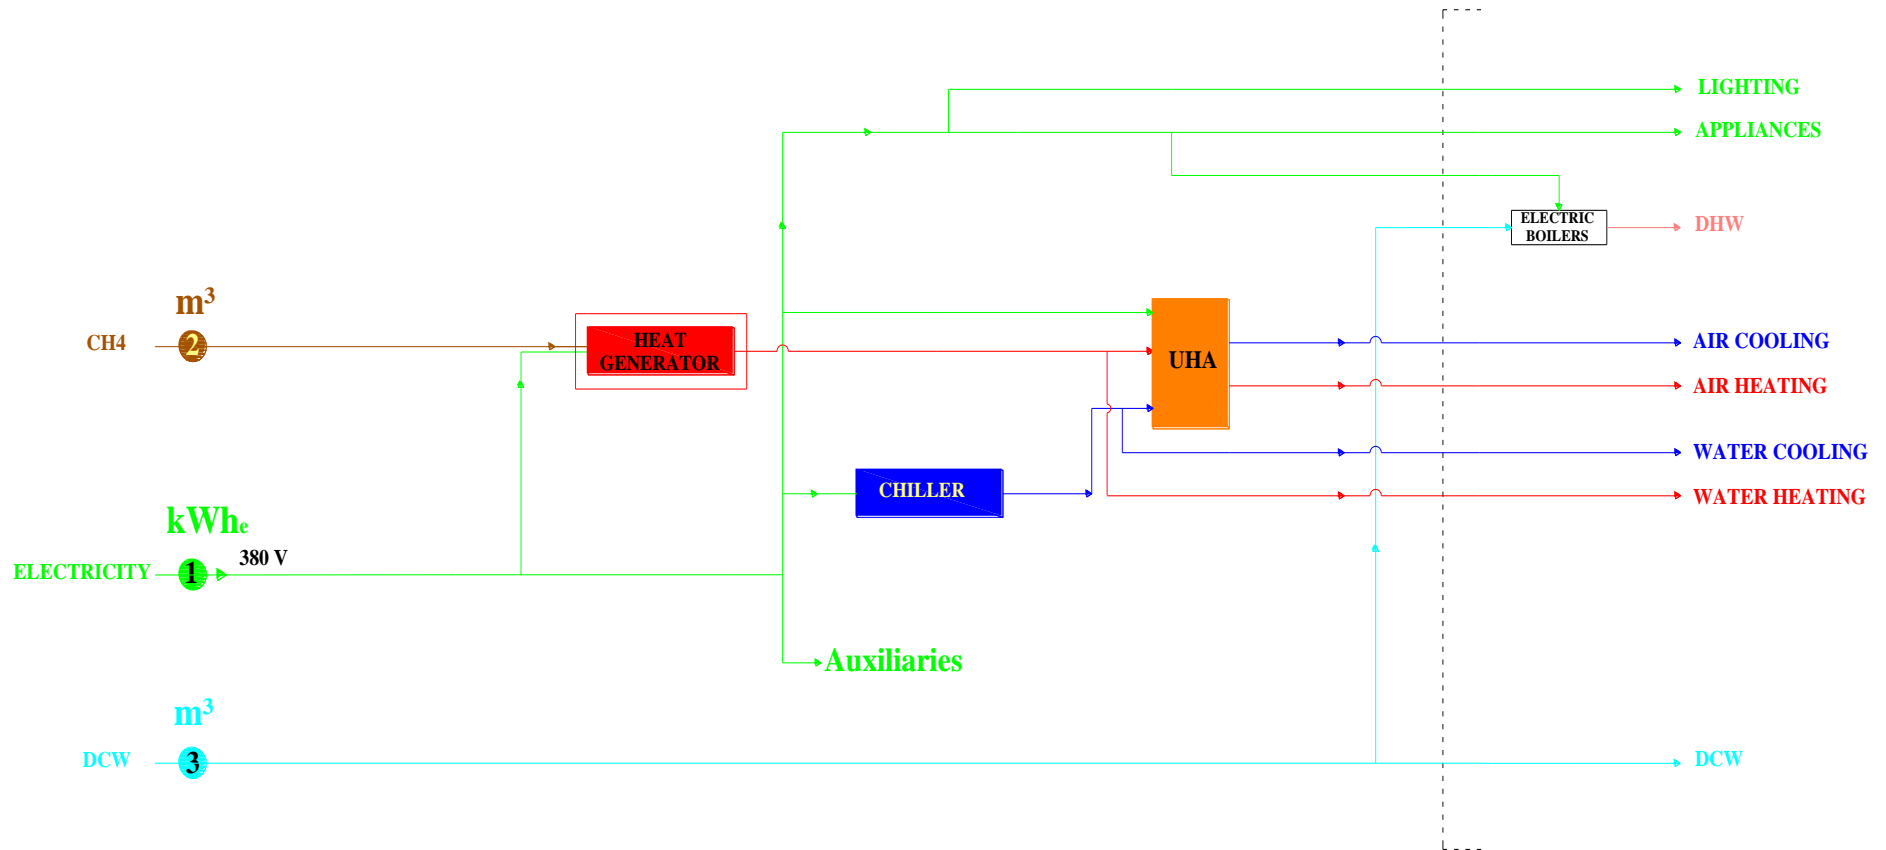 LIGHTING
APPLIANCES
ELECTRIC
BOILERS
DHW
m³
CH4
2
HEAT
GENERATOR
UHA
AIR COOLING
AIR HEATING
WATER COOLING
CHILLER
WATER HEATING
kWhe
380 V
ELECTRICITY
1
Auxiliaries
m³
DCW
3
DCW